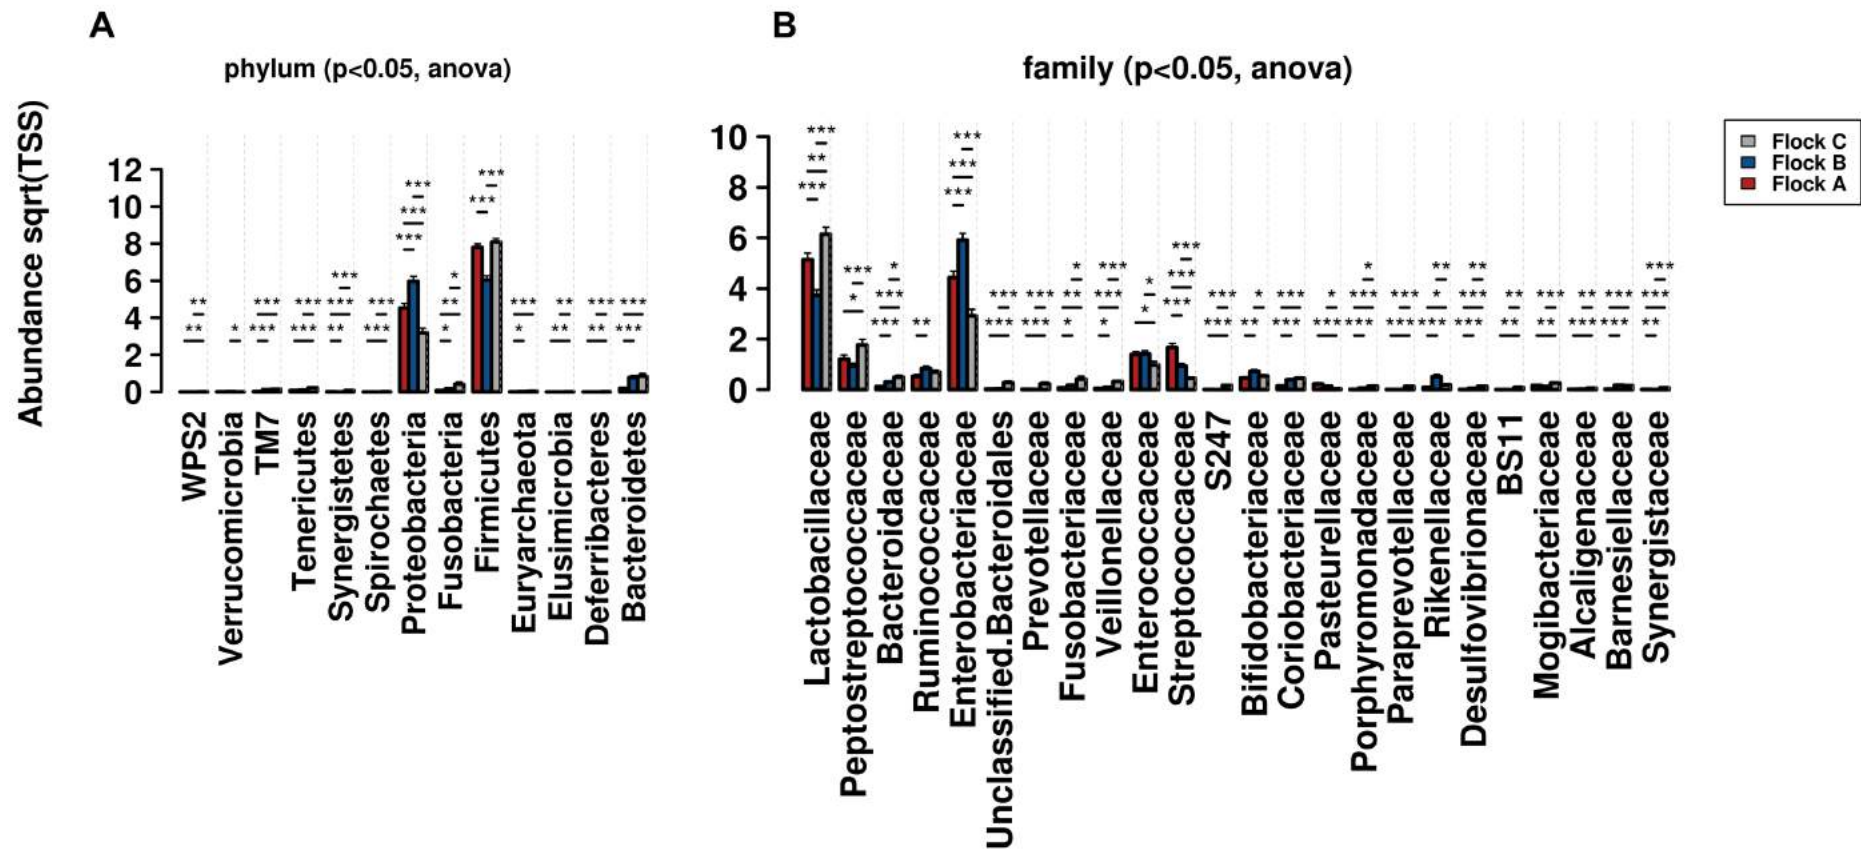 A
B
phylum (p<0.05, anova)
family (p<0.05, anova)
Abundance sqrt(TSS)
12
10
8
6
4
2
0
WPS2
Verrucomicrobia
TM7
Tenericutes
Synergistetes
Spirochaetes
Proteobacteria
Fusobacteria
Firmicutes
Euryarchaeota
Elusimicrobia
Deferribacteres
Bacteroidetes
10
8
6
4
2
0
Lactobacillaceae
Peptostreptococcaceae
Bacteroidaceae
Ruminococcaceae
Enterobacteriaceae
Unclassified.Bacteroidales
Prevotellaceae
Fusobacteriaceae
Veillonellaceae
Enterococcaceae
Streptococcaceae
S247
Bifidobacteriaceae
Coriobacteriaceae
Pasteurellaceae
Porphyromonadaceae
Paraprevotellaceae
Rikenellaceae
Desulfovibrionaceae
BS11
Mogibacteriaceae
Alcaligenaceae
Barnesiellaceae
Synergistaceae
Flock C
Flock B
Flock A